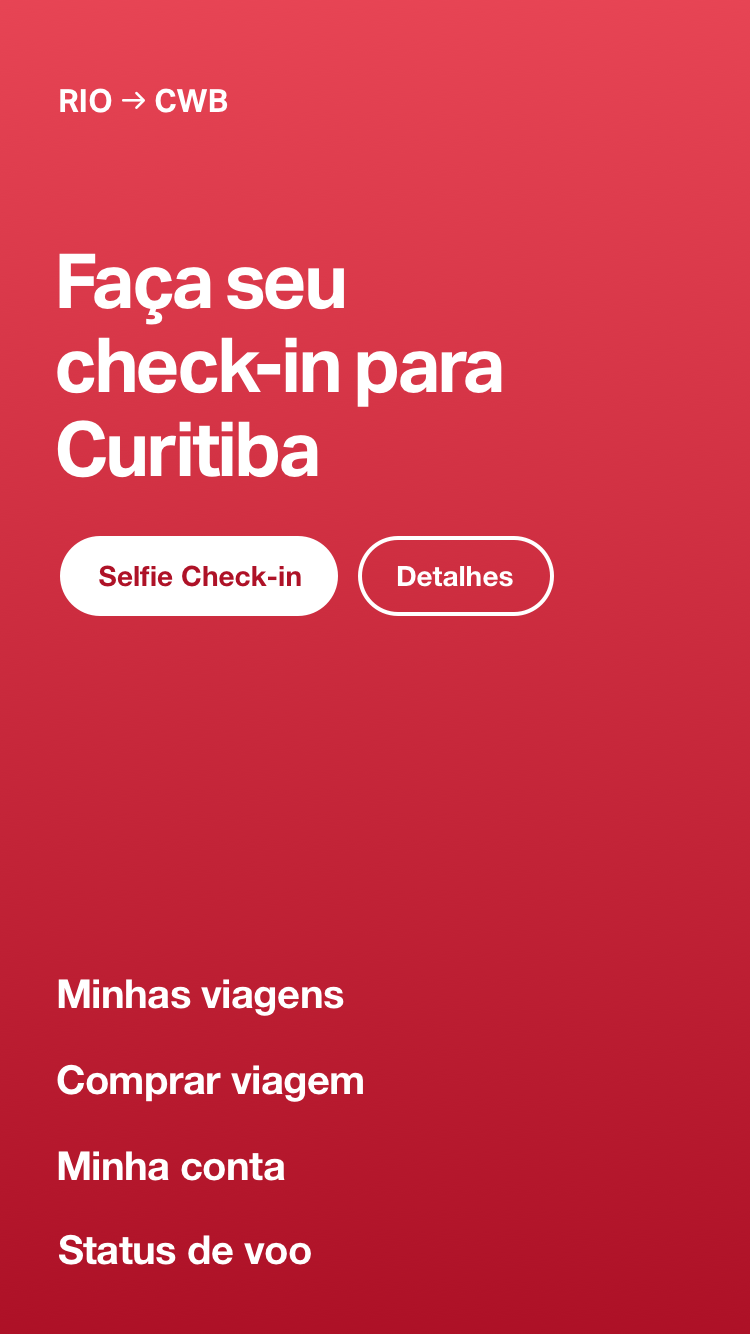 RIO → CWB
Faça seu
check-in para
Curitiba
Selfie Check-in
Detalhes
Minhas viagens
Comprar viagem
Minha conta
Status de voo